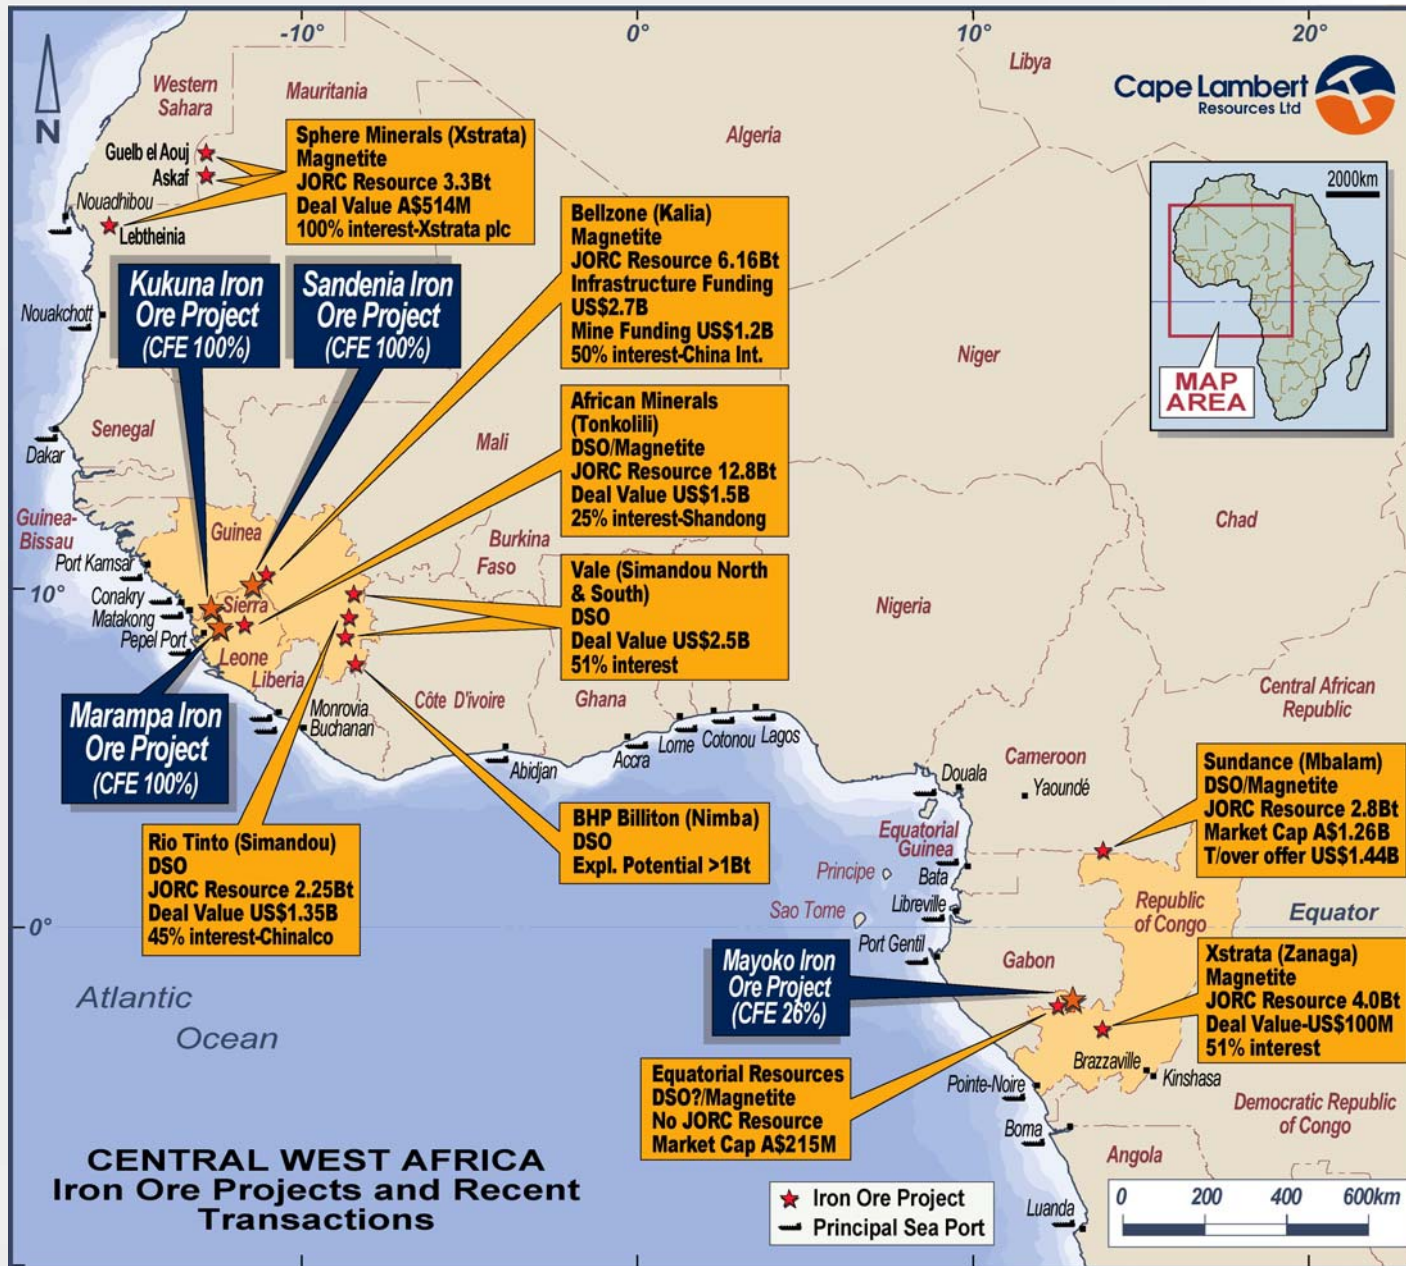 -10°
0°
10°
20°
N
Western
Sahara
Mauritania
Algeria
Libya
Cape Lambert
Resources Ltd
Guelb el Aouj
Askaf
Nouadhibou
Lebtheinia
Sphere Minerals (Xstrata)
Magnetite
JORC Resource 3.3Bt
Deal Value A$514M
100% interest-Xstrata plc
2000km
MAP
AREA
Kukuna Iron
Ore Project
(CFE 100%)
Sandenia Iron
Ore Project
(CFE 100%)
Bellzone (Kalia)
Magnetite
JORC Resource 6.16Bt
Infrastructure Funding
US$2.7B
Mine Funding US$1.2B
50% interest-China Int.
Nouakchott
Niger
Senegal
Dakar
Mali
African Minerals
(Tonkolili)
DSO/Magnetite
JORC Resource 12.8Bt
Deal Value US$1.5B
25% interest-Shandong
Chad
Guinea-
Bissau
Guinea
Burkina
Faso
Port Kamsar
10°
Conakry
Matakong
Pepel Port
Sierra
Leone
Liberia
Vale (Simandou North
& South)
DSO
Deal Value US$2.5B
51% interest
Nigeria
Marampa Iron
Ore Project
(CFE 100%)
Monrovia
Buchanan
Côte D'ivoire
Ghana
Abidjan
Accra
Lome
Cotonou
Lagos
Central African
Republic
Cameroon
Douala
Yaoundé
Rio Tinto (Simandou)
DSO
JORC Resource 2.25Bt
Deal Value US$1.35B
45% interest-Chinalco
BHP Billiton (Nimba)
DSO
Expl. Potential >1Bt
Sundance (Mbalam)
DSO/Magnetite
JORC Resource 2.8Bt
Market Cap A$1.26B
T/over offer US$1.44B
Equatorial
Guinea
Principe
Bata
Sao Tome
Libreville
Republic
of Congo
Equator
0°
Port Gentil
Gabon
Mayoko Iron
Ore Project
(CFE 26%)
Xstrata (Zanaga)
Magnetite
JORC Resource 4.0Bt
Deal Value-US$100M
51% interest
Atlantic
Ocean
Equatorial Resources
DSO?/Magnetite
No JORC Resource
Market Cap A$215M
Brazzaville
Kinshasa
Pointe-Noire
Boma
Democratic Republic
of Congo
Angola
Luanda
CENTRAL WEST AFRICA
Iron Ore Projects and Recent
Transactions
Iron Ore Project
Principal Sea Port
0 200 400 600km